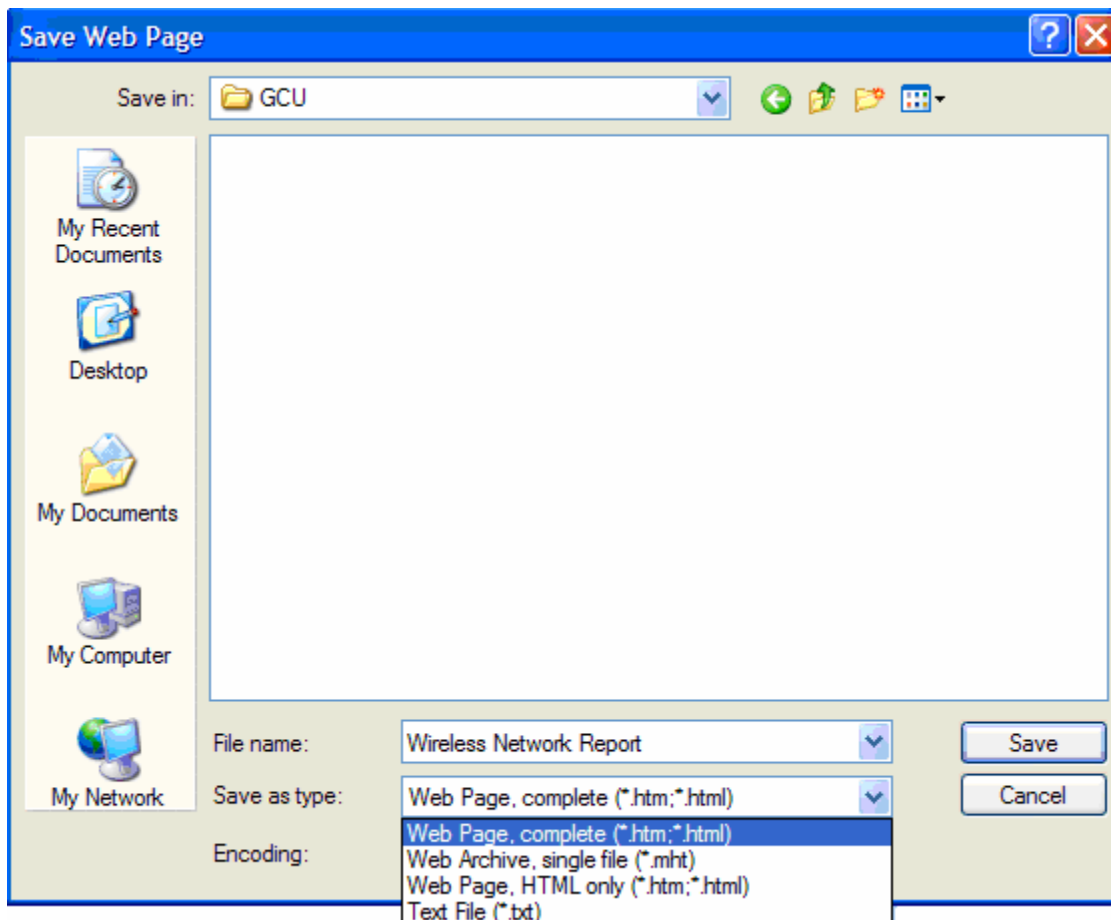 Save Web Page
Save in:
GCU
My Recent
Documents
Desktop
My Documents
My Computer
My Network
File name:
Wireless Network Report
Save
Save as type:
Web Page, complete (*.htm;*.html)
Cancel
Encoding:
Web Page, complete (*.htm;*.html)
Web Archive, single file (*.mht)
Web Page, HTML only (*.htm;*.html)
Text File (*.txt)